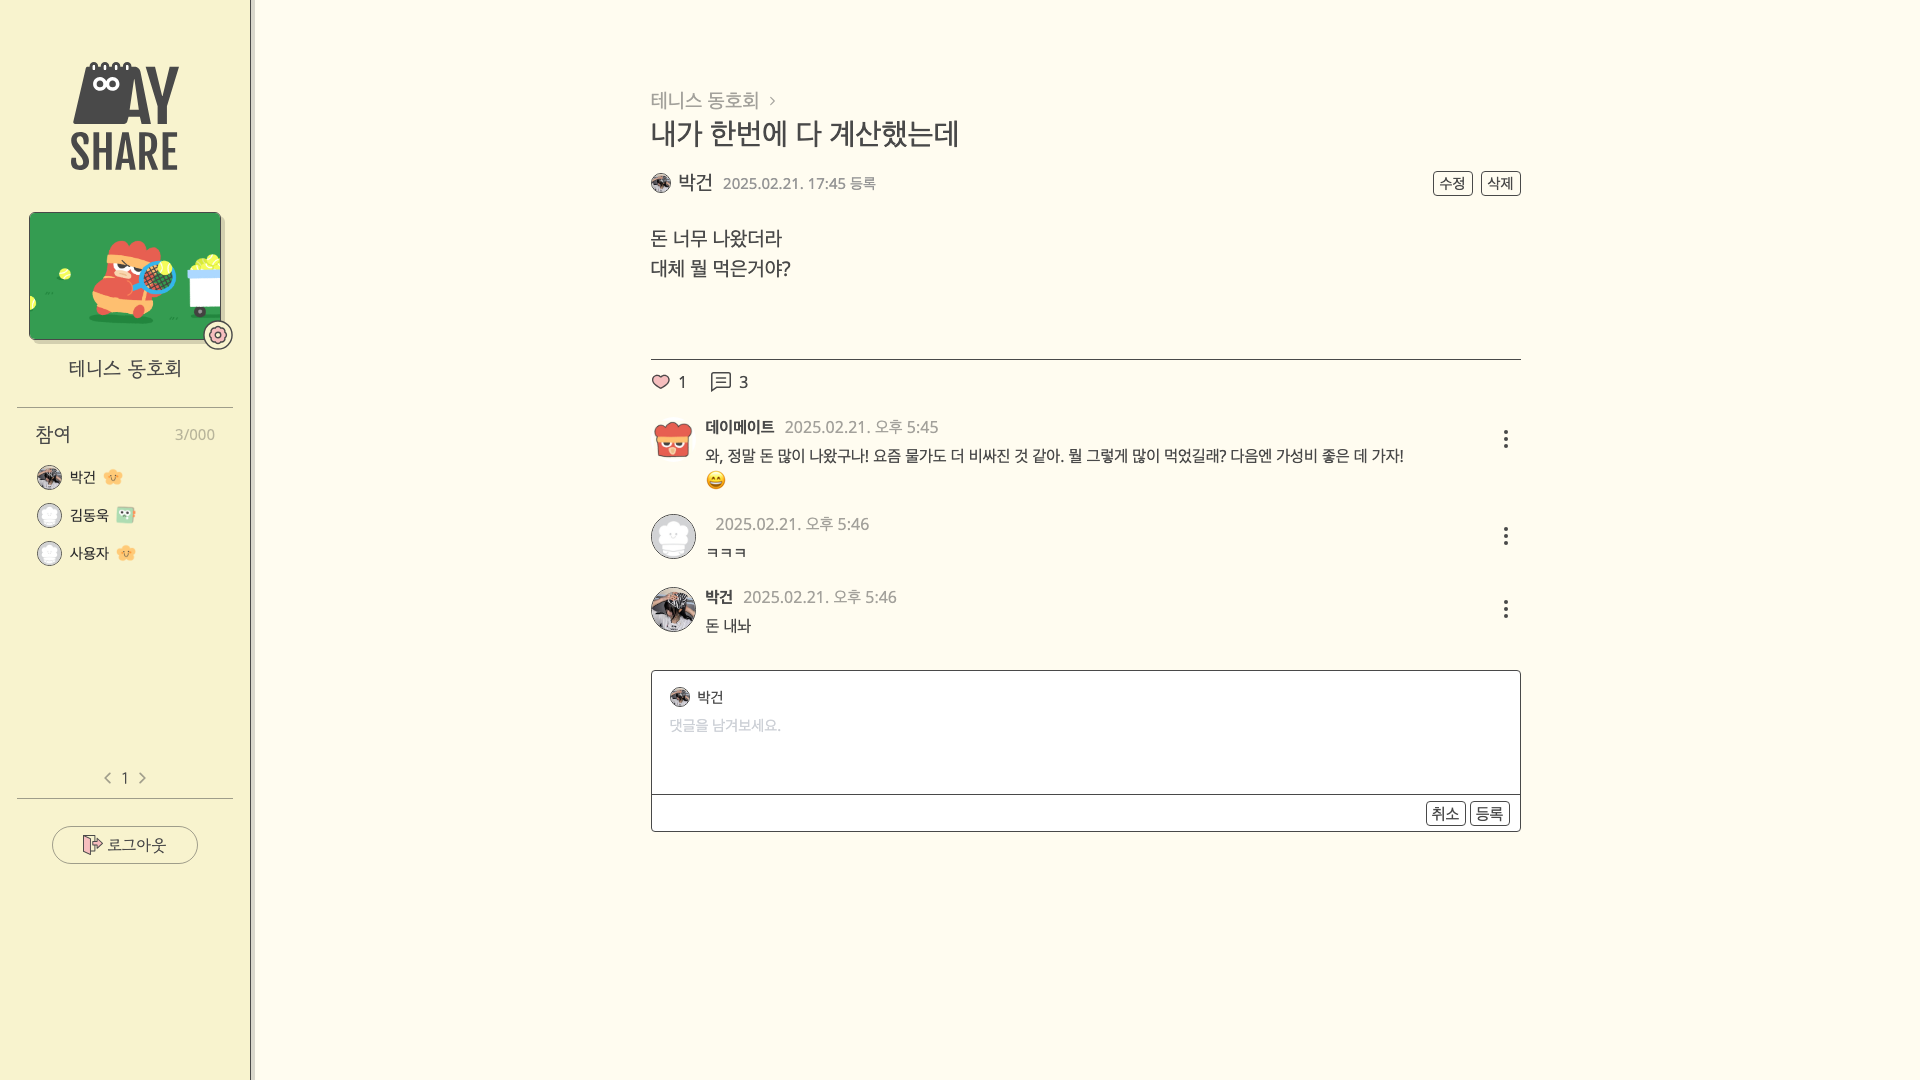 DAY
SHARE
테니스 동호회
참여 3/000
박건
김동욱
사용자
1
로그아웃
테니스 동호회 >
내가 한번에 다 계산했는데
박건 2025.02.21. 17:45 등록
수정 삭제
돈 너무 나왔더라
대체 뭘 먹은거야?
1 3
데이메이트 2025.02.21. 오후 5:45
와, 정말 돈 많이 나왔구나! 요즘 물가도 더 비싸진 것 같아. 뭘 그렇게 많이 먹었길래? 다음엔 가성비 좋은 데 가자!
😄
2025.02.21. 오후 5:46
ㅋㅋㅋ
박건 2025.02.21. 오후 5:46
돈 내놔
박건
댓글을 남겨보세요.
취소 등록